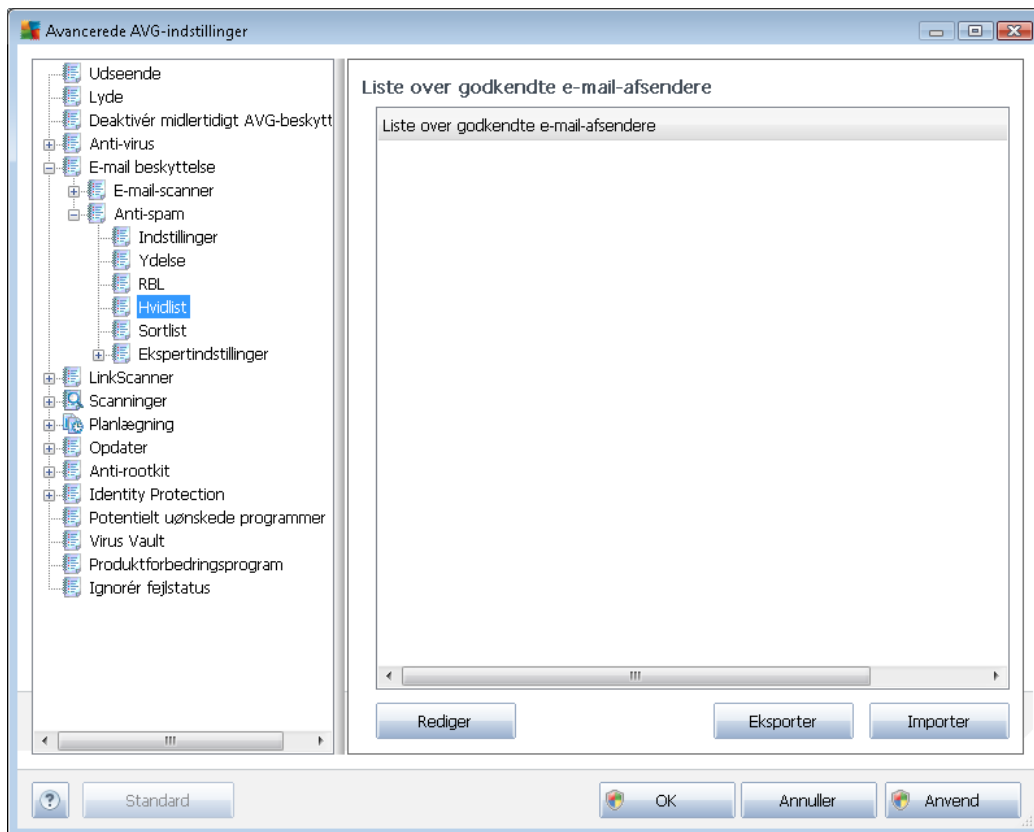 Avancerede AVG-indstillinger
Udseende
Lyde
Deaktivér midlertidigt AVG-beskytt
Anti-virus
E-mail beskyttelse
E-mail-scanner
Anti-spam
Indstillinger
Ydelse
RBL
Hvidlist
Sortlist
Ekspertindstillinger
LinkScanner
Scanninger
Planlægning
Opdater
Anti-rootkit
Identity Protection
Potentielt uønskede programmer
Virus Vault
Produktforbedringsprogram
Ignorér fejlstatus
Liste over godkendte e-mail-afsendere
Liste over godkendte e-mail-afsendere
Rediger
Eksporter
Importer
?
Standard
OK
Annuller
Anvend